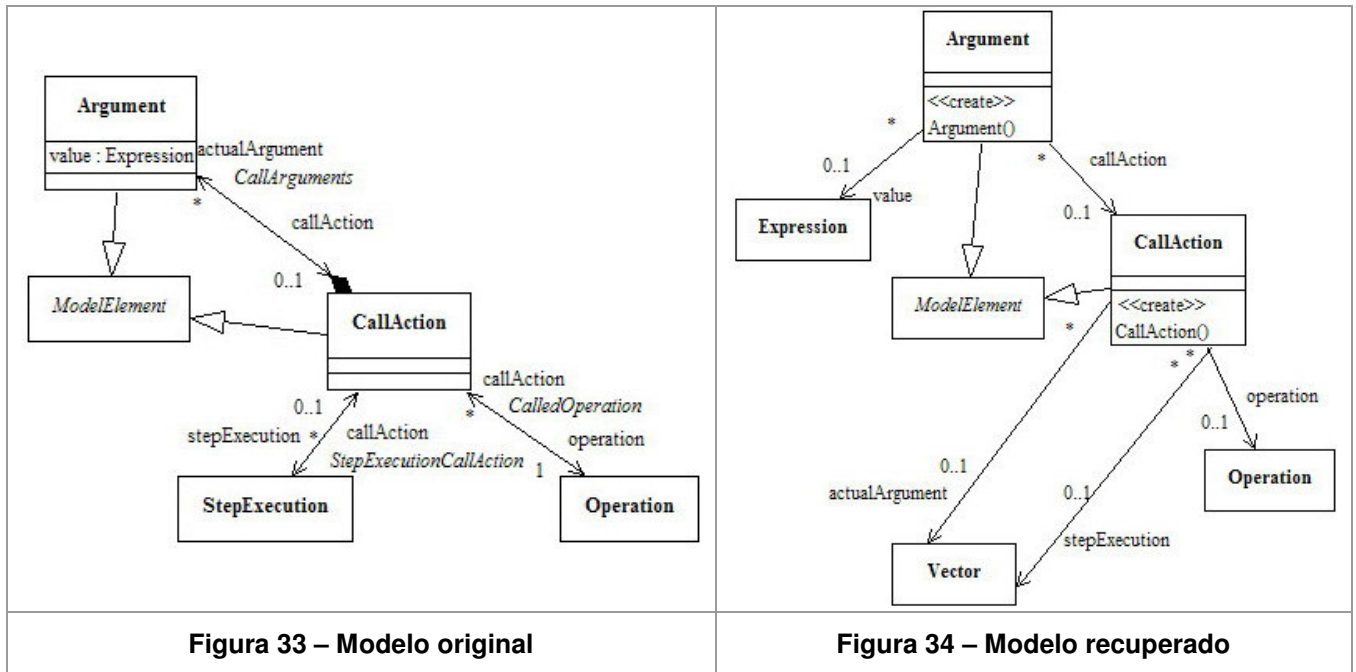 Argument
value : Expression
actualArgument
CallArguments
*
callAction
0..1
ModelElement
CallAction
callAction
CalledOperation
*
0..1
stepExecution *
callAction
StepExecutionCallAction
operation
1
StepExecution
Operation
Figura 33 – Modelo original
Argument
<<create>>
Argument()
*
0..1
value
*
callAction
0..1
Expression
CallAction
<<create>>
CallAction()
ModelElement
*
*
*
operation
0..1
0..1
actualArgument
0..1
stepExecution
Operation
Vector
Figura 34 – Modelo recuperado